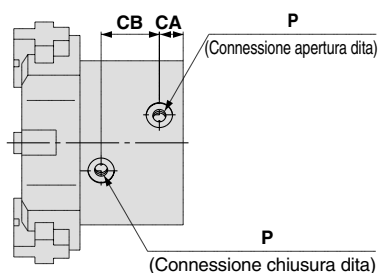 CB CA P
(Connessione apertura dita)
P
(Connessione chiusura dita)